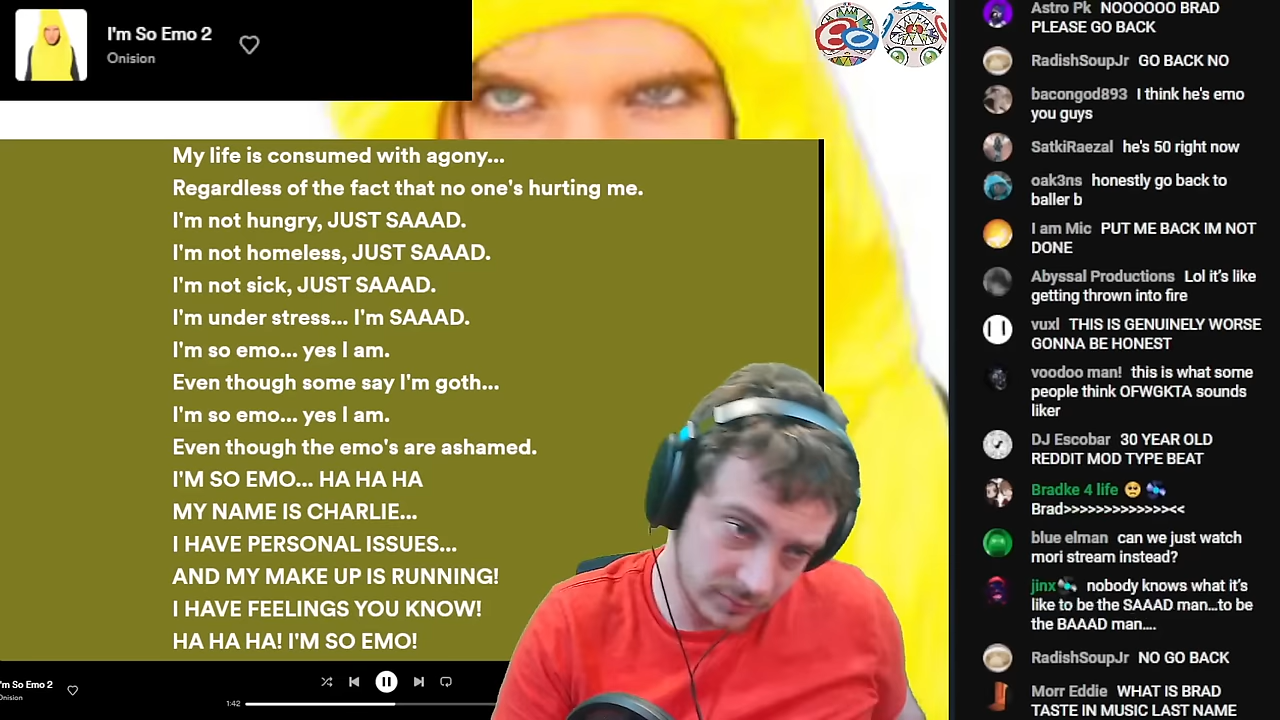 I'm So Emo 2
Onision
My life is consumed with agony...
Regardless of the fact that no one's hurting me.
I'm not hungry, JUST SAAAD.
I'm not homeless, JUST SAAAD.
I'm not sick, JUST SAAAD.
I'm under stress... I'm SAAAD.
I'm so emo... yes I am.
Even though some say I'm goth...
I'm so emo... yes I am.
Even though the emo's are ashamed.
I'M SO EMO... HA HA HA
MY NAME IS CHARLIE...
I HAVE PERSONAL ISSUES...
AND MY MAKE UP IS RUNNING!
I HAVE FEELINGS YOU KNOW!
HA HA HA! I'M SO EMO!
'm So Emo 2
Onision
1:42
Astro Pk NOOOOOO BRAD
PLEASE GO BACK
RadishSoupJr GO BACK NO
bacongod893 I think he's emo
you guys
SatkiRaezal he's 50 right now
oak3ns honestly go back to
baller b
I am Mic PUT ME BACK IM NOT
DONE
Abyssal Productions Lol it's like
getting thrown into fire
vuxl THIS IS GENUINELY WORSE
GONNA BE HONEST
voodoo man! this is what some
people think OFWGKTA sounds
liker
DJ Escobar 30 YEAR OLD
REDDIT MOD TYPE BEAT
Bradke 4 life 🥺
Brad>>>>>>>>>>>>><<
blue elman can we just watch
mori stream instead?
jinx nobody knows what it's
like to be the SAAAD man...to be
the BAAAD man....
RadishSoupJr NO GO BACK
Morr Eddie WHAT IS BRAD
TASTE IN MUSIC LAST NAME